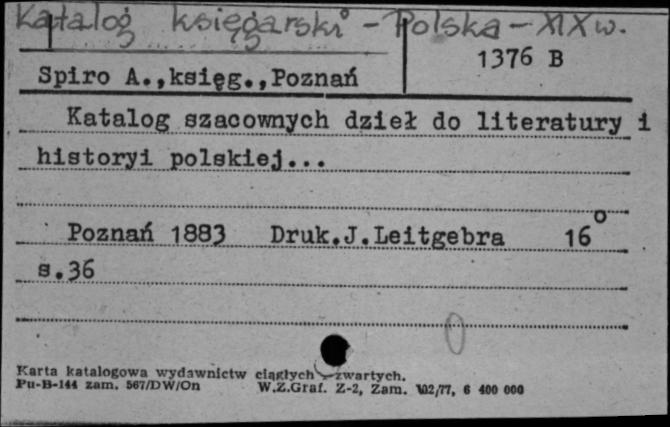 Katalog księgarski - Polska - XIX w.
1376 B
Spiro A.,księg.,Poznań
Katalog szacownych dzieł do literatury i
historyi polskiej...
Poznań 1883 Druk.J.Leitgebra 16°
s.36
0
Karta katalogowa wydawnictw ciągłych - zwartych.
Pu-B-144 zam. 567/DW/On W.Z.Graf. Z-2, Zam. 102/77, 6 400 000